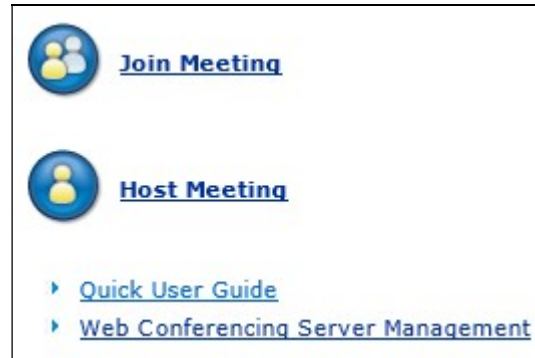 Join Meeting
Host Meeting
Quick User Guide
Web Conferencing Server Management